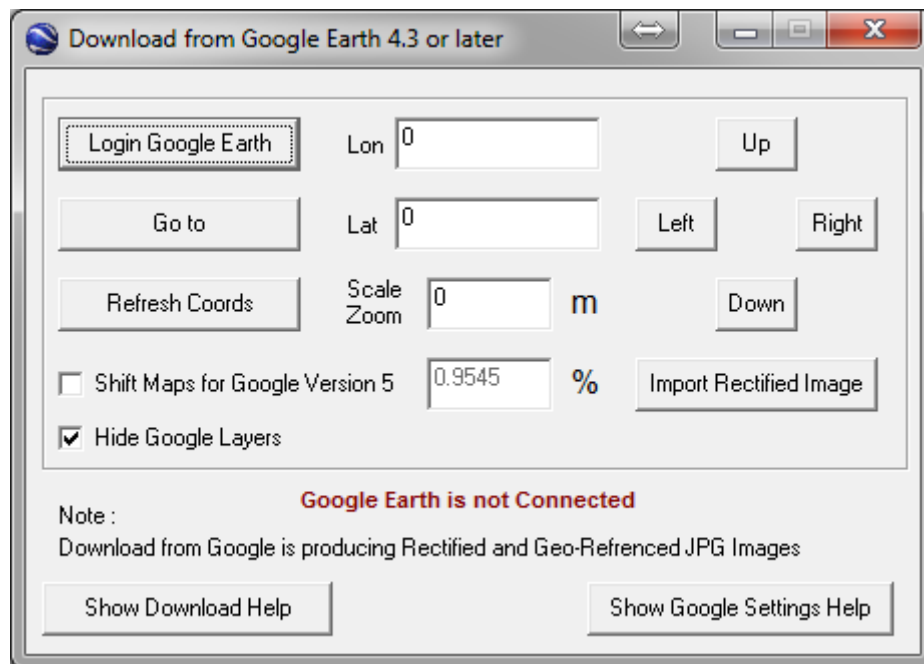 Download from Google Earth 4.3 or later
Login Google Earth
Lon
0
Up
Go to
Lat
0
Left
Right
Refresh Coords
Scale
Zoom
0
m
Down
Shift Maps for Google Version 5
0.9545
%
Import Rectified Image
Hide Google Layers
Google Earth is not Connected
Note :
Download from Google is producing Rectified and Geo-Refrenced JPG Images
Show Download Help
Show Google Settings Help